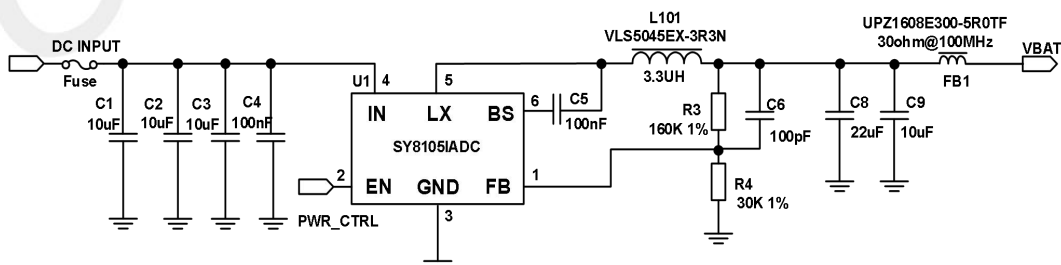 L101
VLS5045EX-3R3N
UPZ1608E300-5R0TF
30ohm@100MHz
VBAT
DC INPUT
Fuse
3.3UH
FB1
U1
4
5
C1
10uF
C2
10uF
C3
10uF
C4
100nF
IN
LX
BS
6
C5
100nF
R3
160K 1%
C6
100pF
C8
22uF
C9
10uF
SY8105IADC
2
EN
GND
FB
1
R4
30K 1%
PWR_CTRL
3